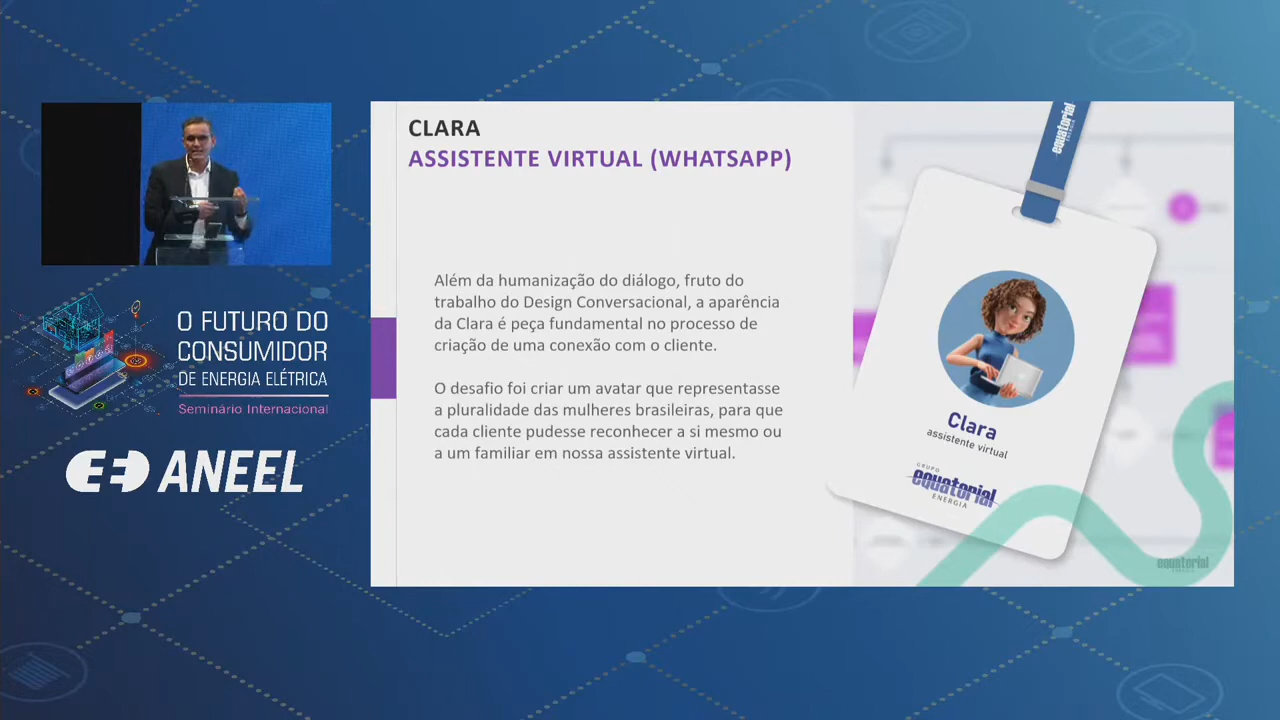 CLARA
ASSISTENTE VIRTUAL (WHATSAPP)
Além da humanização do diálogo, fruto do
trabalho do Design Conversacional, a aparência
da Clara é peça fundamental no processo de
criação de uma conexão com o cliente.
O desafio foi criar um avatar que representasse
a pluralidade das mulheres brasileiras, para que
cada cliente pudesse reconhecer a si mesmo ou
a um familiar em nossa assistente virtual.
equatorial
ENERGIA
Clara
assistente virtual
GRUPO
equatorial
ENERGIA
equatorial
ENERGIA
O FUTURO DO
CONSUMIDOR
DE ENERGIA ELÉTRICA
Seminário Internacional
ANEEL